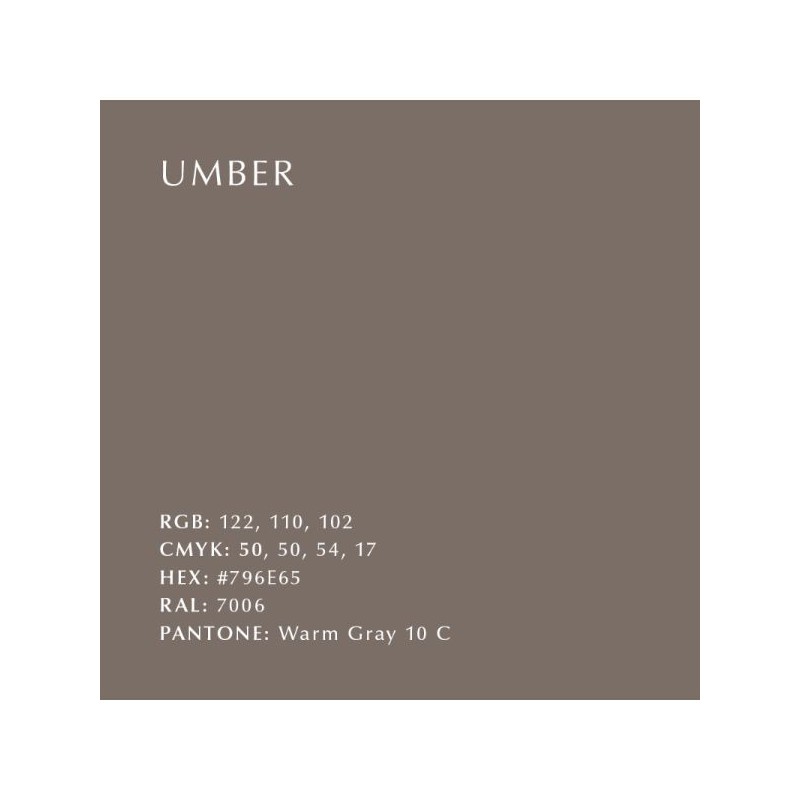 UMBER
RGB: 122, 110, 102
CMYK: 50, 50, 54, 17
HEX: #796E65
RAL: 7006
PANTONE: Warm Gray 10 C